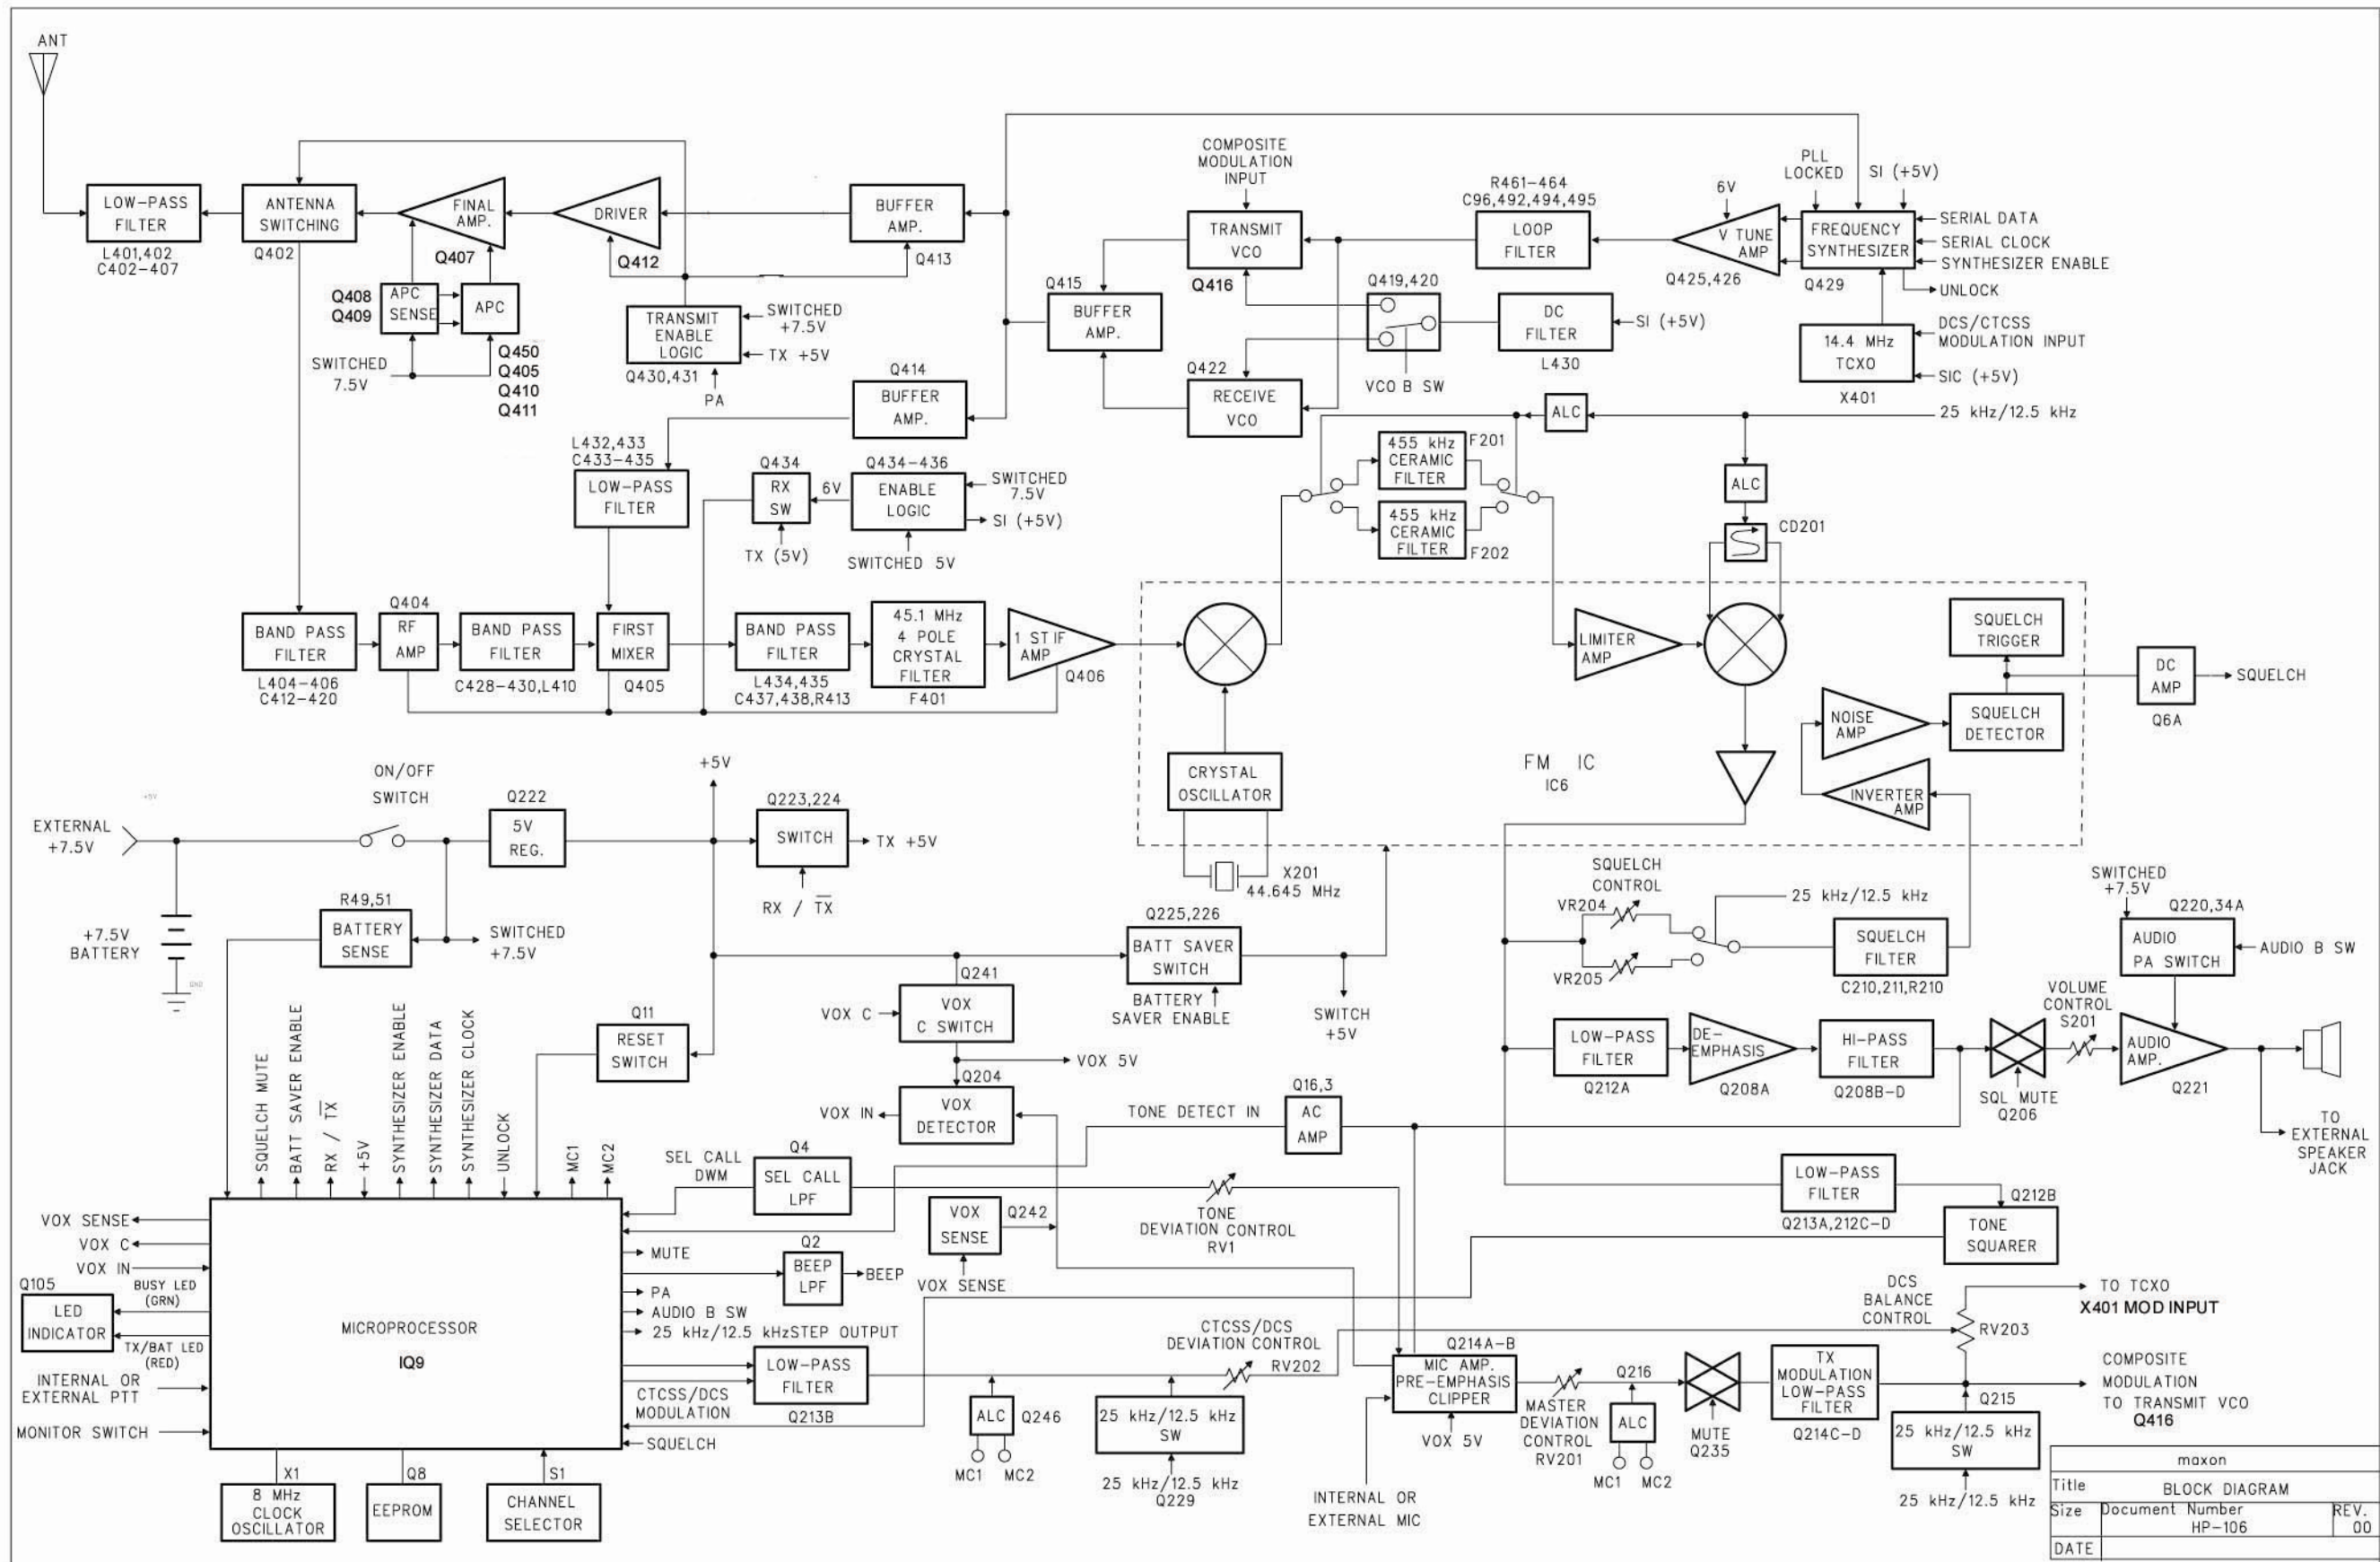 ANT
LOW-PASS
FILTER
L401,402
C402-407
ANTENNA
SWITCHING
Q402
FINAL
AMP.
Q407
Q408
Q409
APC
SENSE
APC
Q450
Q405
Q410
Q411
SWITCHED
7.5V
DRIVER
Q412
BUFFER
AMP.
Q413
TRANSMIT
ENABLE
LOGIC
Q430,431
SWITCHED
+7.5V
TX +5V
PA
Q414
BUFFER
AMP.
Q415
BUFFER
AMP.
COMPOSITE
MODULATION
INPUT
TRANSMIT
VCO
Q416
Q422
RECEIVE
VCO
Q419,420
VCO B SW
R461-464
C96,492,494,495
LOOP
FILTER
DC
FILTER
L430
SI (+5V)
6V
V TUNE
AMP
Q425,426
PLL
LOCKED
SI (+5V)
FREQUENCY
SYNTHESIZER
Q429
SERIAL DATA
SERIAL CLOCK
SYNTHESIZER ENABLE
UNLOCK
14.4 MHz
TCXO
X401
DCS/CTCSS
MODULATION INPUT
SIC (+5V)
25 kHz/12.5 kHz
ALC
455 kHz
CERAMIC
FILTER
F201
455 kHz
CERAMIC
FILTER
F202
ALC
CD201
L432,433
C433-435
LOW-PASS
FILTER
Q434
RX
SW
TX (5V)
6V
Q434-436
ENABLE
LOGIC
SWITCHED
7.5V
SI (+5V)
SWITCHED 5V
BAND PASS
FILTER
L404-406
C412-420
Q404
RF
AMP
BAND PASS
FILTER
C428-430,L410
FIRST
MIXER
Q405
BAND PASS
FILTER
L434,435
C437,438,R413
45.1 MHz
4 POLE
CRYSTAL
FILTER
F401
1 ST IF
AMP
Q406
CRYSTAL
OSCILLATOR
X201
44.645 MHz
LIMITER
AMP
FM IC
IC6
SQUELCH
TRIGGER
SQUELCH
DETECTOR
NOISE
AMP
INVERTER
AMP
DC
AMP
Q6A
SQUELCH
+5V
EXTERNAL
+7.5V
ON/OFF
SWITCH
Q222
5V
REG.
+5V
Q223,224
SWITCH
TX +5V
RX / T̅X̅
+7.5V
BATTERY
GND
R49,51
BATTERY
SENSE
SWITCHED
+7.5V
Q225,226
BATT SAVER
SWITCH
BATTERY
SAVER ENABLE
SWITCH
+5V
SQUELCH
CONTROL
VR204
VR205
25 kHz/12.5 kHz
SQUELCH
FILTER
C210,211,R210
SWITCHED
+7.5V
Q220,34A
AUDIO
PA SWITCH
AUDIO B SW
Q11
RESET
SWITCH
Q241
VOX
C SWITCH
VOX C
VOX 5V
Q204
VOX
DETECTOR
VOX IN
LOW-PASS
FILTER
Q212A
DE-
EMPHASIS
Q208A
HI-PASS
FILTER
Q208B-D
SQL MUTE
Q206
VOLUME
CONTROL
S201
AUDIO
AMP.
Q221
TO
EXTERNAL
SPEAKER
JACK
TONE DETECT IN
Q16,3
AC
AMP
SQUELCH MUTE
BATT SAVER ENABLE
RX / T̅X̅
+5V
SYNTHESIZER ENABLE
SYNTHESIZER DATA
SYNTHESIZER CLOCK
UNLOCK
MC1
MC2
SEL CALL
DWM
Q4
SEL CALL
LPF
TONE
DEVIATION CONTROL
RV1
VOX
SENSE
Q242
VOX SENSE
LOW-PASS
FILTER
Q213A,212C-D
Q212B
TONE
SQUARER
VOX SENSE
VOX C
VOX IN
Q105
LED
INDICATOR
BUSY LED
(GRN)
TX/BAT LED
(RED)
INTERNAL OR
EXTERNAL PTT
MONITOR SWITCH
MICROPROCESSOR
IQ9
MUTE
Q2
BEEP
LPF
BEEP
PA
AUDIO B SW
25 kHz/12.5 kHzSTEP OUTPUT
LOW-PASS
FILTER
Q213B
CTCSS/DCS
MODULATION
SQUELCH
ALC
Q246
MC1 MC2
CTCSS/DCS
DEVIATION CONTROL
RV202
25 kHz/12.5 kHz
SW
25 kHz/12.5 kHz
Q229
Q214A-B
MIC AMP.
PRE-EMPHASIS
CLIPPER
VOX 5V
INTERNAL OR
EXTERNAL MIC
MASTER
DEVIATION
CONTROL
RV201
Q216
ALC
MC1 MC2
MUTE
Q235
TX
MODULATION
LOW-PASS
FILTER
Q214C-D
DCS
BALANCE
CONTROL
RV203
TO TCXO
X401 MOD INPUT
COMPOSITE
MODULATION
TO TRANSMIT VCO
Q416
Q215
25 kHz/12.5 kHz
SW
25 kHz/12.5 kHz
X1
8 MHz
CLOCK
OSCILLATOR
Q8
EEPROM
S1
CHANNEL
SELECTOR
maxon
Title BLOCK DIAGRAM
Size Document Number REV.
HP-106 00
DATE